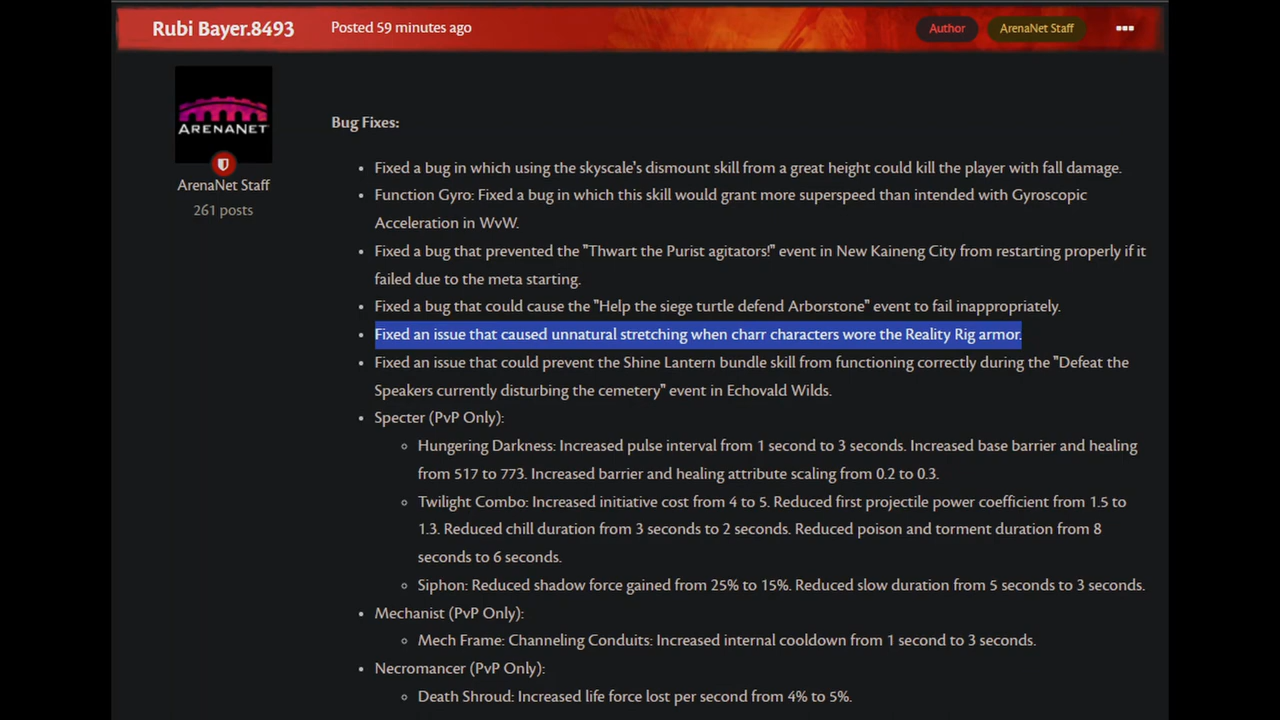 Rubi Bayer.8493
Posted 59 minutes ago
Author
ArenaNet Staff
ARENANET
ArenaNet Staff
261 posts
Bug Fixes:
Fixed a bug in which using the skyscale's dismount skill from a great height could kill the player with fall damage.
Function Gyro: Fixed a bug in which this skill would grant more superspeed than intended with Gyroscopic
Acceleration in WvW.
Fixed a bug that prevented the "Thwart the Purist agitators!" event in New Kaineng City from restarting properly if it
failed due to the meta starting.
Fixed a bug that could cause the "Help the siege turtle defend Arborstone" event to fail inappropriately.
Fixed an issue that caused unnatural stretching when charr characters wore the Reality Rig armor.
Fixed an issue that could prevent the Shine Lantern bundle skill from functioning correctly during the "Defeat the
Speakers currently disturbing the cemetery" event in Echovald Wilds.
Specter (PvP Only):
Hungering Darkness: Increased pulse interval from 1 second to 3 seconds. Increased base barrier and healing
from 517 to 773. Increased barrier and healing attribute scaling from 0.2 to 0.3.
Twilight Combo: Increased initiative cost from 4 to 5. Reduced first projectile power coefficient from 1.5 to
1.3. Reduced chill duration from 3 seconds to 2 seconds. Reduced poison and torment duration from 8
seconds to 6 seconds.
Siphon: Reduced shadow force gained from 25% to 15%. Reduced slow duration from 5 seconds to 3 seconds.
Mechanist (PvP Only):
Mech Frame: Channeling Conduits: Increased internal cooldown from 1 second to 3 seconds.
Necromancer (PvP Only):
Death Shroud: Increased life force lost per second from 4% to 5%.